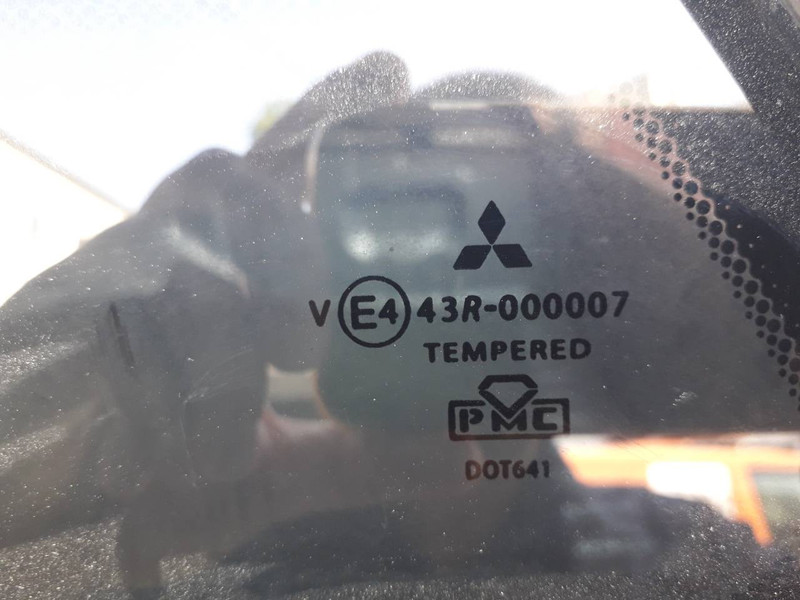 V E4 43R-000007
TEMPERED
PMC
DOT641